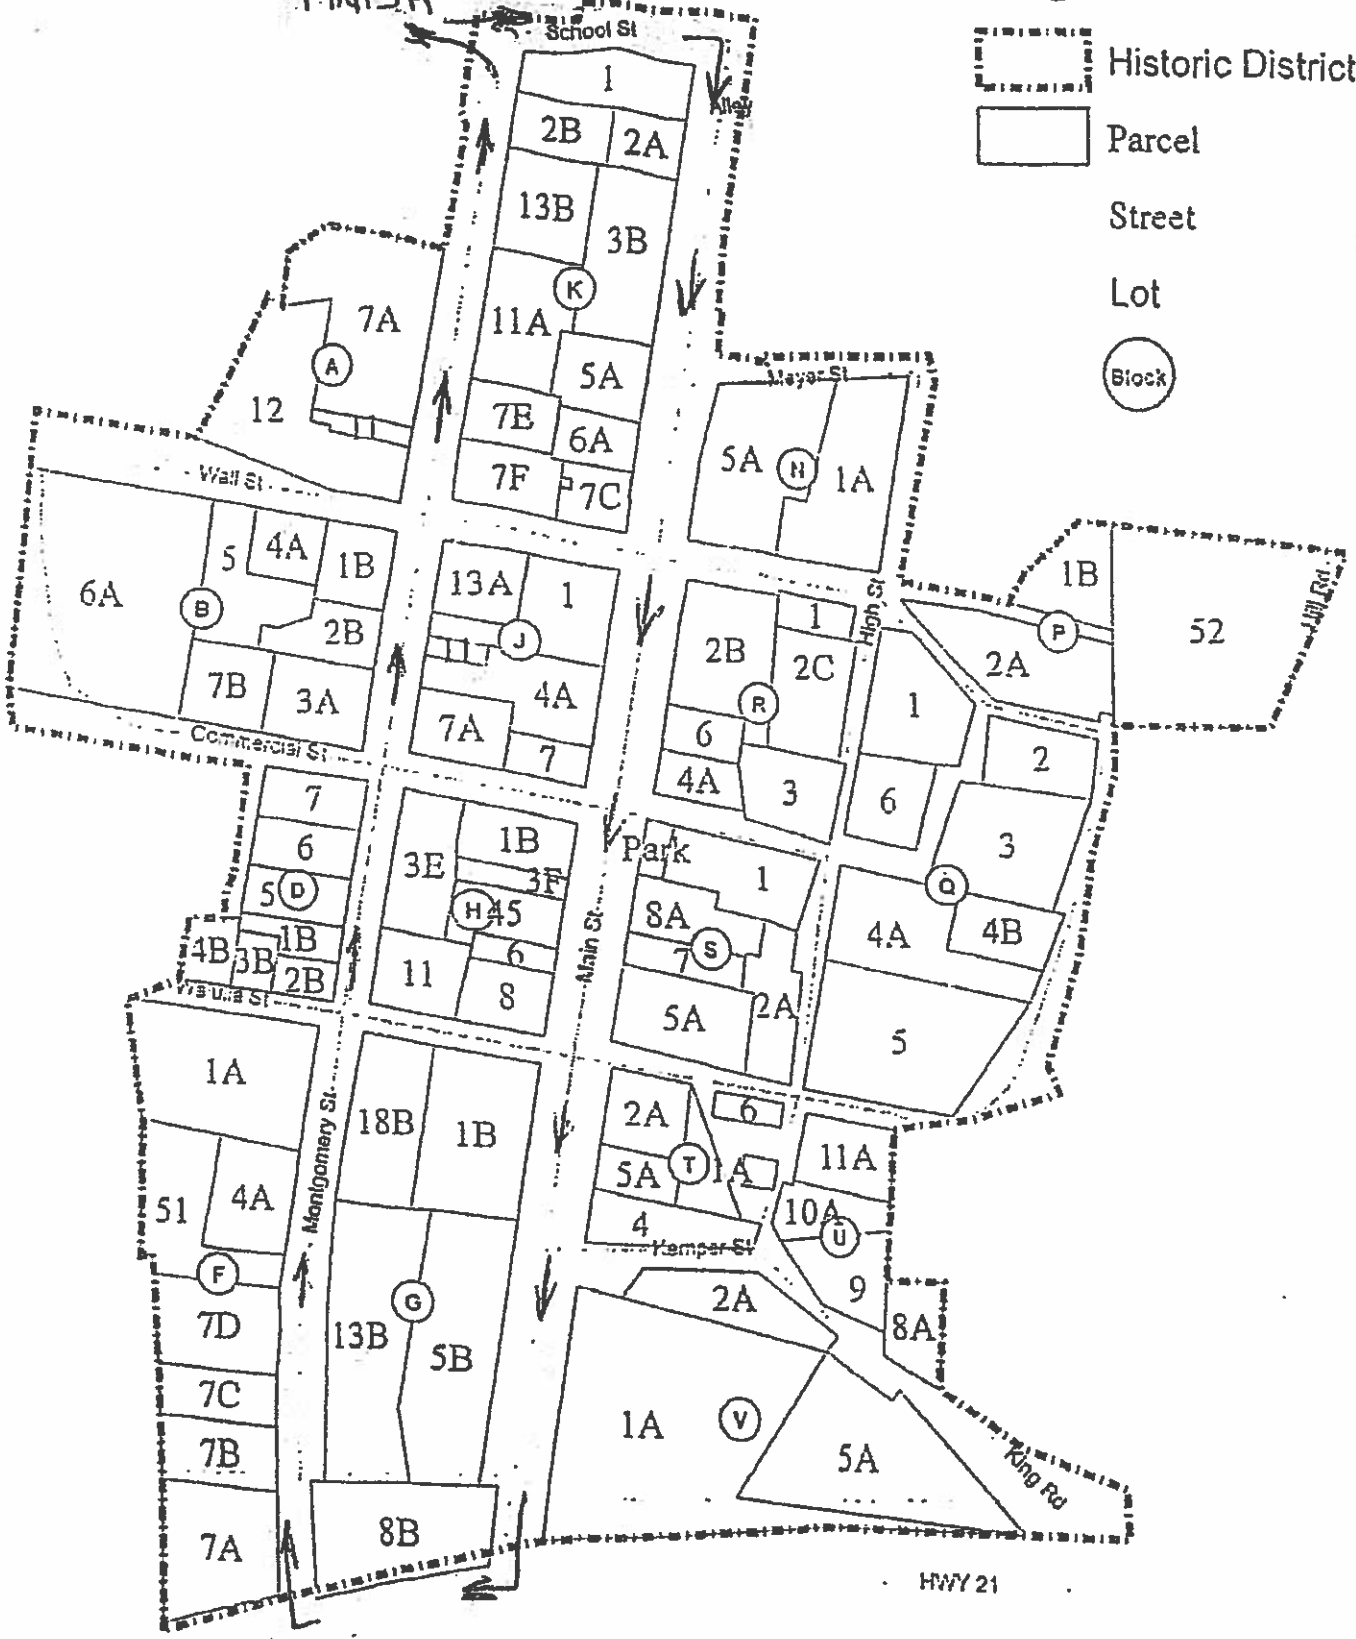 School St
Alley
Historic District
Parcel
Street
Lot
Block
1
2B
2A
13B
3B
K
11A
5A
7E
6A
7F
7C
7A
A
12
Wall St
Mayer St
5A
N
1A
5
4A
1B
6A
B
2B
7B
3A
Commercial St
13A
1
J
4A
7A
7
1
2B
2C
R
6
4A
3
High St
1B
P
52
2A
Hill Rd
1
2
6
3
Q
4A
4B
5
7
6
5
D
1B
4B
3B
2B
1B
3E
3F
H
45
6
11
8
Main St
Park
1
8A
S
7
2A
5A
1A
51
4A
F
7D
7C
7B
7A
Montgomery St
18B
1B
G
13B
5B
8B
2A
6
T
1A
5A
4
Kemper St
11A
10A
U
9
8A
2A
1A
V
5A
King Rd
HWY 21